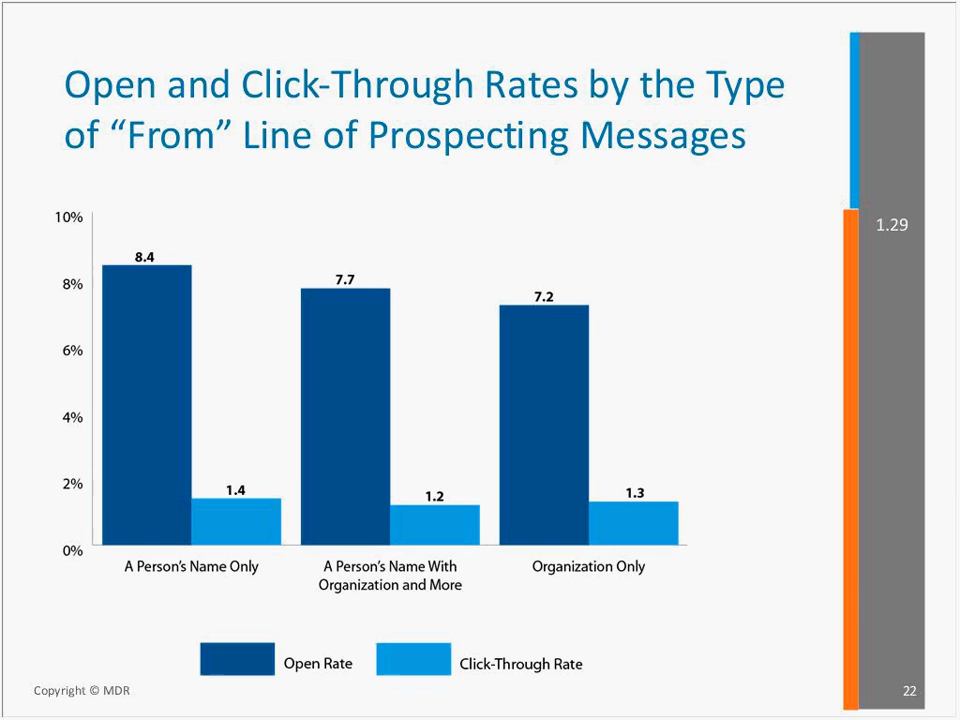 Open and Click-Through Rates by the Type
of “From” Line of Prospecting Messages
1.29
10%
8%
6%
4%
2%
0%
8.4
1.4
7.7
1.2
7.2
1.3
A Person’s Name Only
A Person’s Name With
Organization and More
Organization Only
Open Rate
Click-Through Rate
Copyright © MDR
22